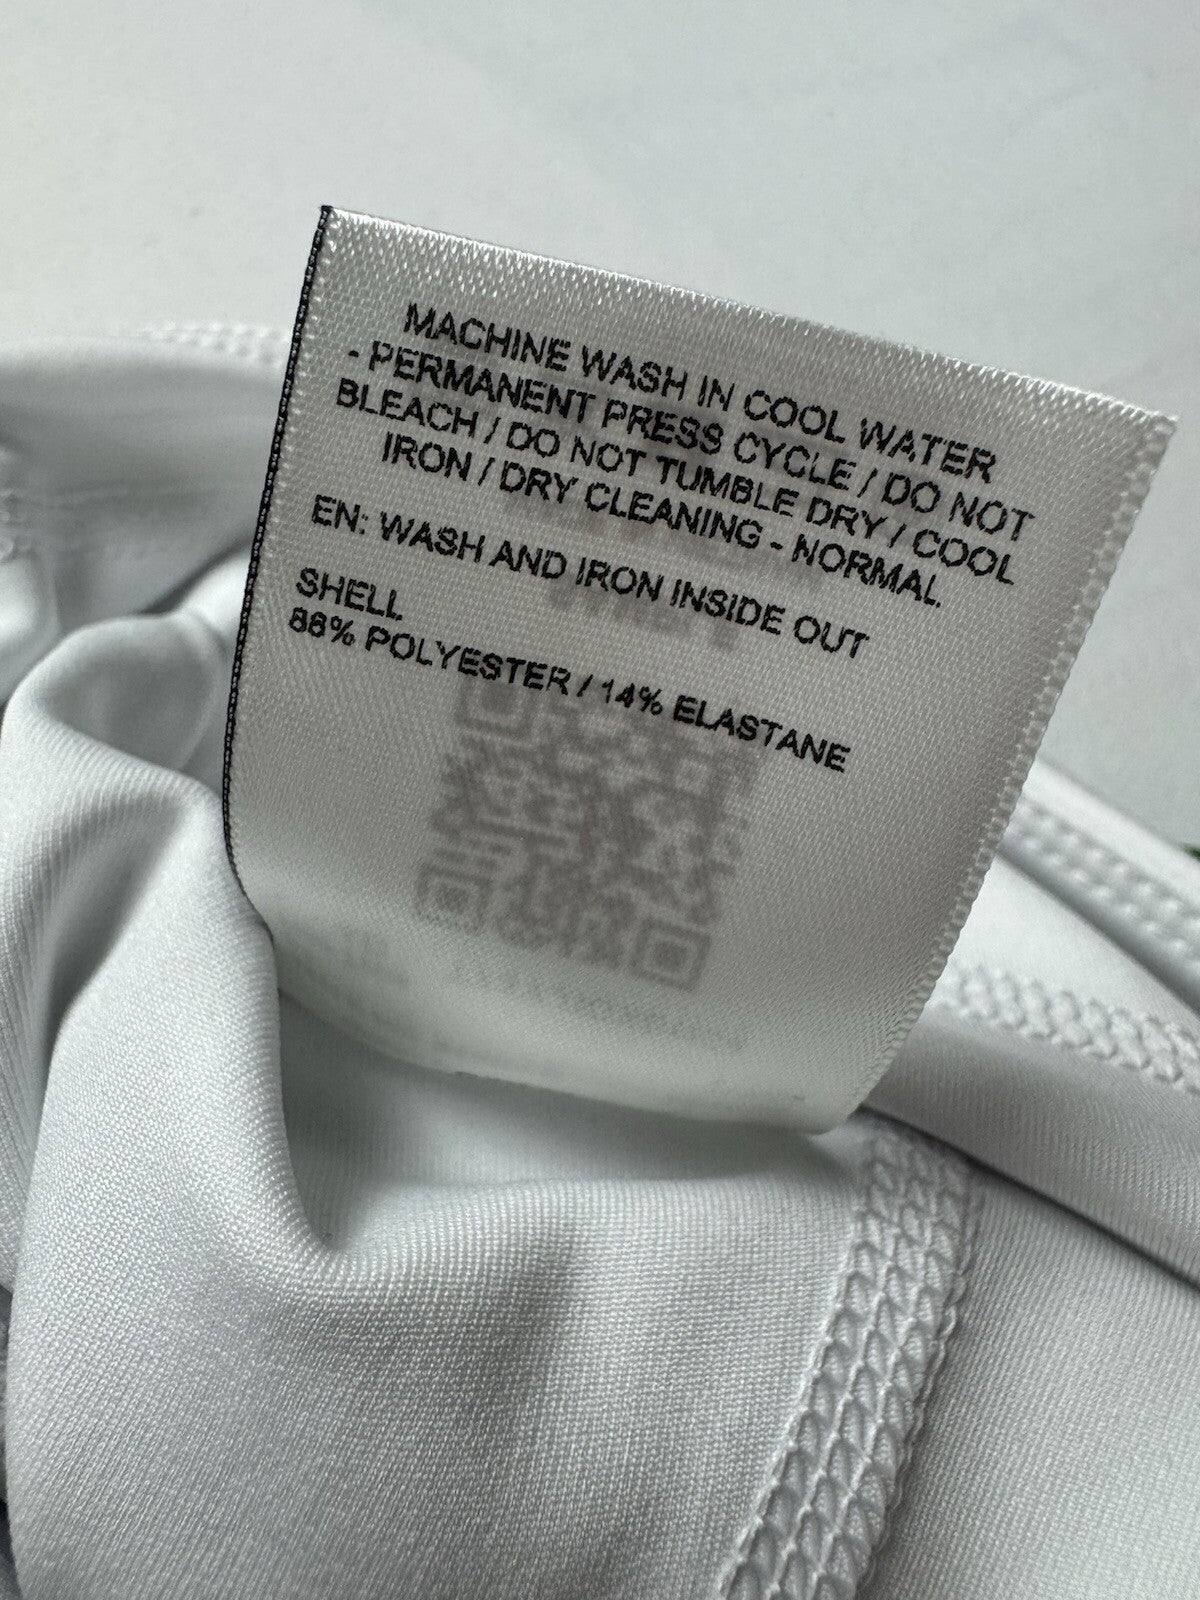 MACHINE WASH IN COOL WATER
- PERMANENT PRESS CYCLE / DO NOT
BLEACH / DO NOT TUMBLE DRY / COOL
IRON / DRY CLEANING - NORMAL
EN: WASH AND IRON INSIDE OUT
SHELL
86% POLYESTER / 14% ELASTANE